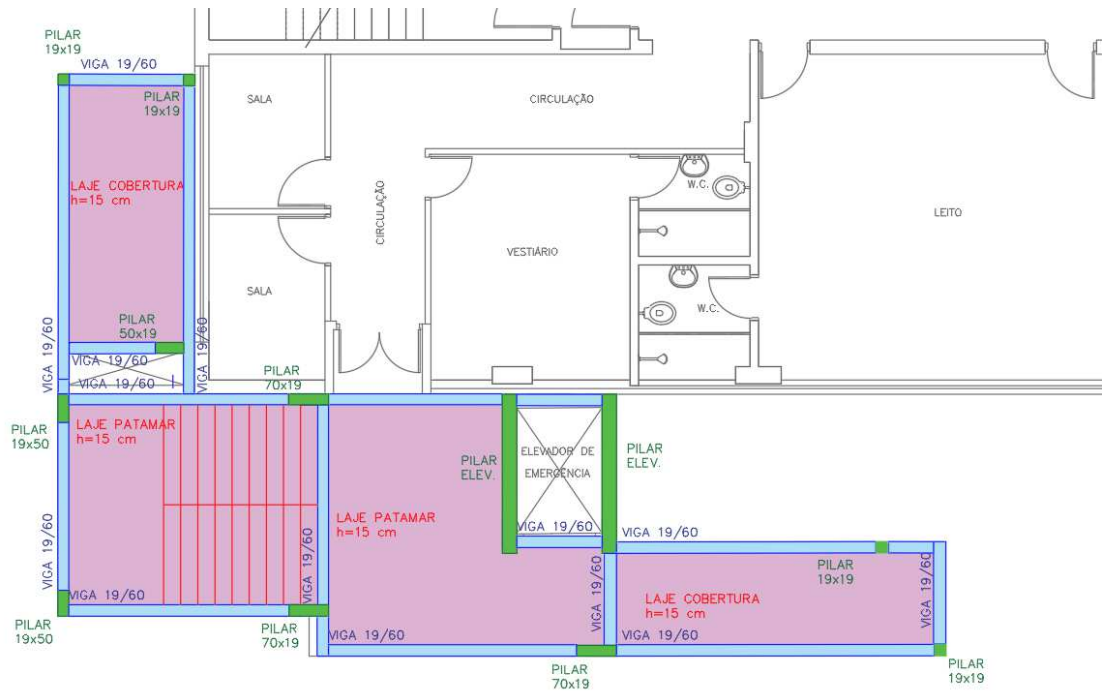 PILAR
19x19
VIGA 19/60
PILAR
19x19
SALA
CIRCULAÇÃO
LAJE COBERTURA
h=15 cm
CIRCULAÇÃO
W.C.
LEITO
VESTIÁRIO
SALA
W.C.
PILAR
50x19
VIGA 19/60
VIGA 19/60
VIGA 19/60
VIGA 19/60
PILAR
70x19
PILAR
19x50
LAJE PATAMAR
h=15 cm
PILAR
ELEV.
ELEVADOR DE
EMERGÊNCIA
PILAR
ELEV.
LAJE PATAMAR
h=15 cm
VIGA 19/60
VIGA 19/60
VIGA 19/60
VIGA 19/60
VIGA 19/60
VIGA 19/60
VIGA 19/60
PILAR
19x19
LAJE COBERTURA
h=15 cm
VIGA 19/60
PILAR
19x50
PILAR
70x19
VIGA 19/60
VIGA 19/60
PILAR
70x19
PILAR
19x19